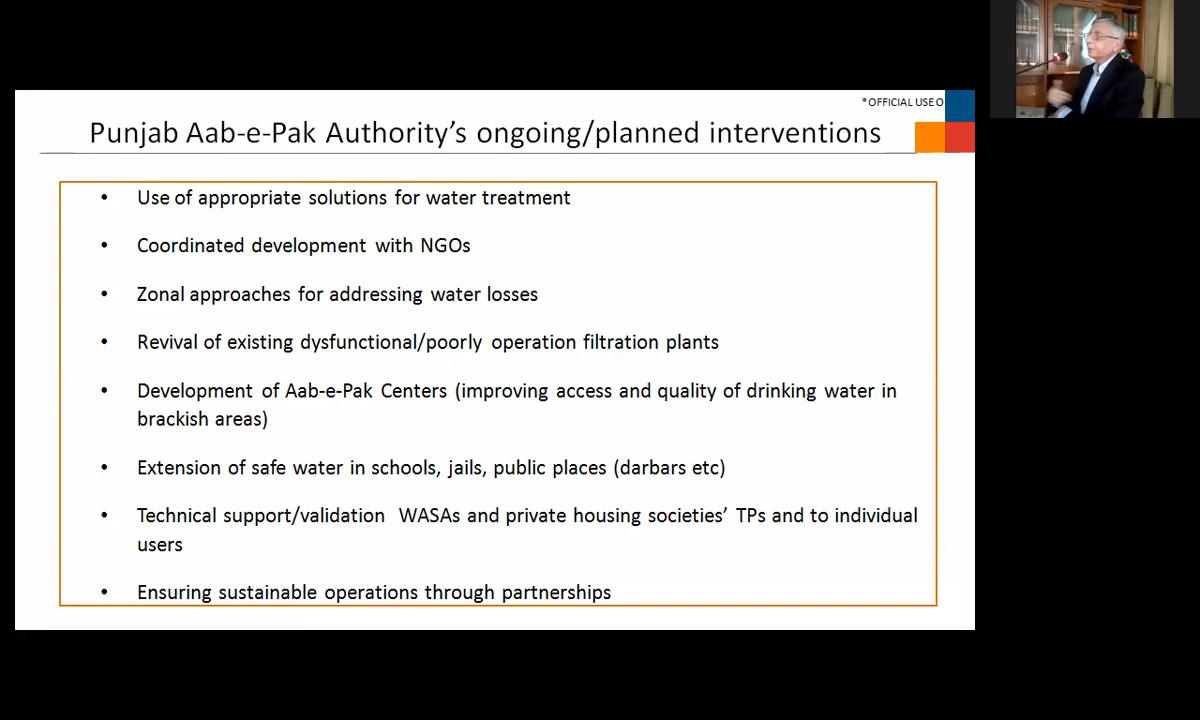 *OFFICIAL USE O
Punjab Aab-e-Pak Authority’s ongoing/planned interventions
• Use of appropriate solutions for water treatment
• Coordinated development with NGOs
• Zonal approaches for addressing water losses
• Revival of existing dysfunctional/poorly operation filtration plants
• Development of Aab-e-Pak Centers (improving access and quality of drinking water in
brackish areas)
• Extension of safe water in schools, jails, public places (darbars etc)
• Technical support/validation WASAs and private housing societies’ TPs and to individual
users
• Ensuring sustainable operations through partnerships